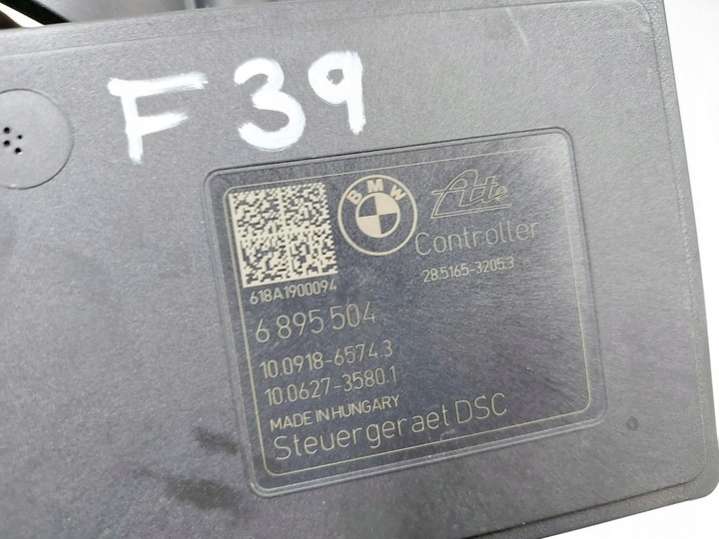 F39
BMW
Ate
Controller
28.5165-3205.3
618A1900094
6 895 504
10.0918-6574.3
10.0627-3580.1
MADE IN HUNGARY
Steuergeraet DSC